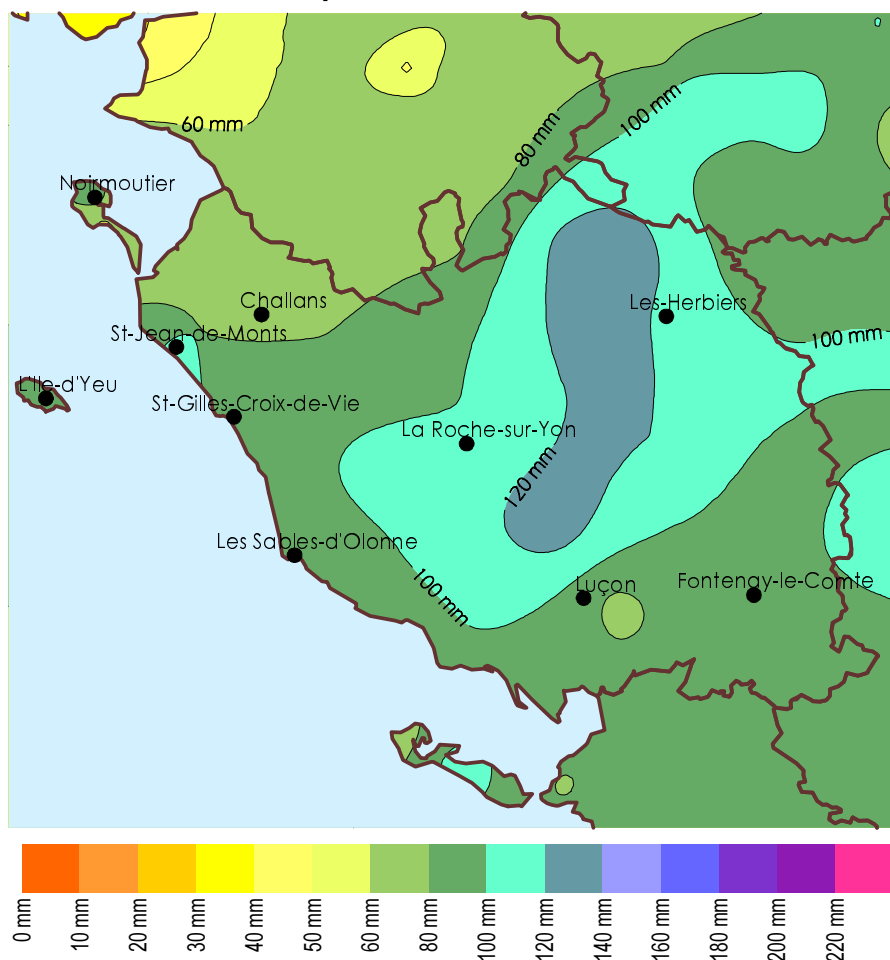 60 mm
80 mm
100 mm
Noirmoutier
Challans
Les-Herbiers
St-Jean-de-Monts
100 mm
L'Ile-d'Yeu
St-Gilles-Croix-de-Vie
La Roche-sur-Yon
120 mm
Les Sables-d'Olonne
100 mm
Luçon
Fontenay-le-Comte
0 mm
10 mm
20 mm
30 mm
40 mm
50 mm
60 mm
80 mm
100 mm
120 mm
140 mm
160 mm
180 mm
200 mm
220 mm